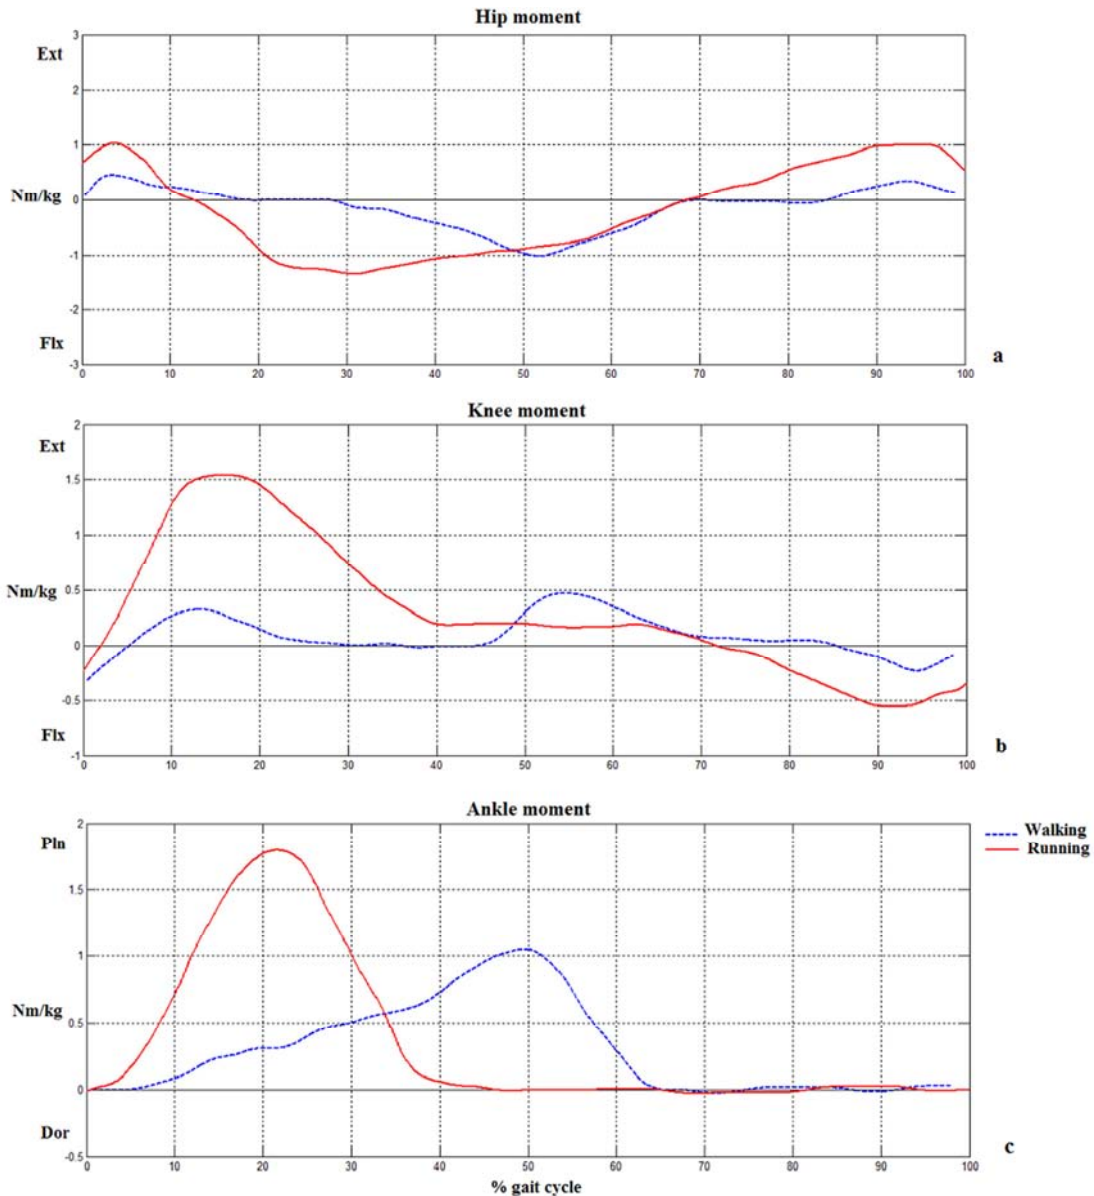 Hip moment
3
Ext
2
1
Nm/kg
0
-1
-2
Flx
-3
a
0 10 20 30 40 50 60 70 80 90 100
Knee moment
2
Ext
1.5
1
Nm/kg 0.5
0
-0.5
Flx
-1
b
0 10 20 30 40 50 60 70 80 90 100
Ankle moment
2
Pln
1.5
1
Nm/kg
0.5
0
Dor
-0.5
c
0 10 20 30 40 50 60 70 80 90 100
% gait cycle
Walking
Running